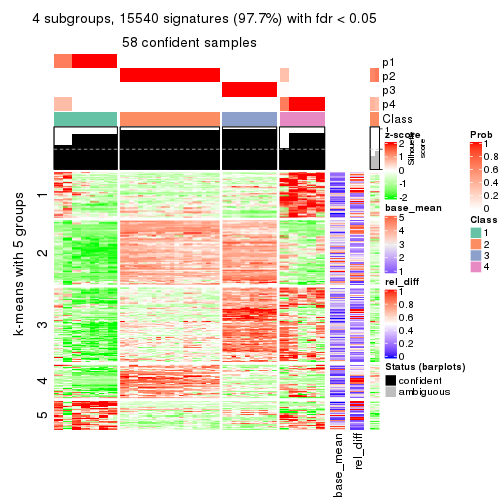 4 subgroups, 15540 signatures (97.7%) with fdr < 0.05
58 confident samples
p1
p2
p3
p4
Class
Silhouette
score
k-means with 5 groups
1
2
3
4
5
base_mean
rel_diff
z-score
2
1
0
-1
-2
base_mean
5
4
3
2
1
rel_diff
1
0.8
0.6
0.4
0.2
0
Status (barplots)
confident
ambiguous
Prob
1
0.8
0.6
0.4
0.2
0
Class
1
2
3
4